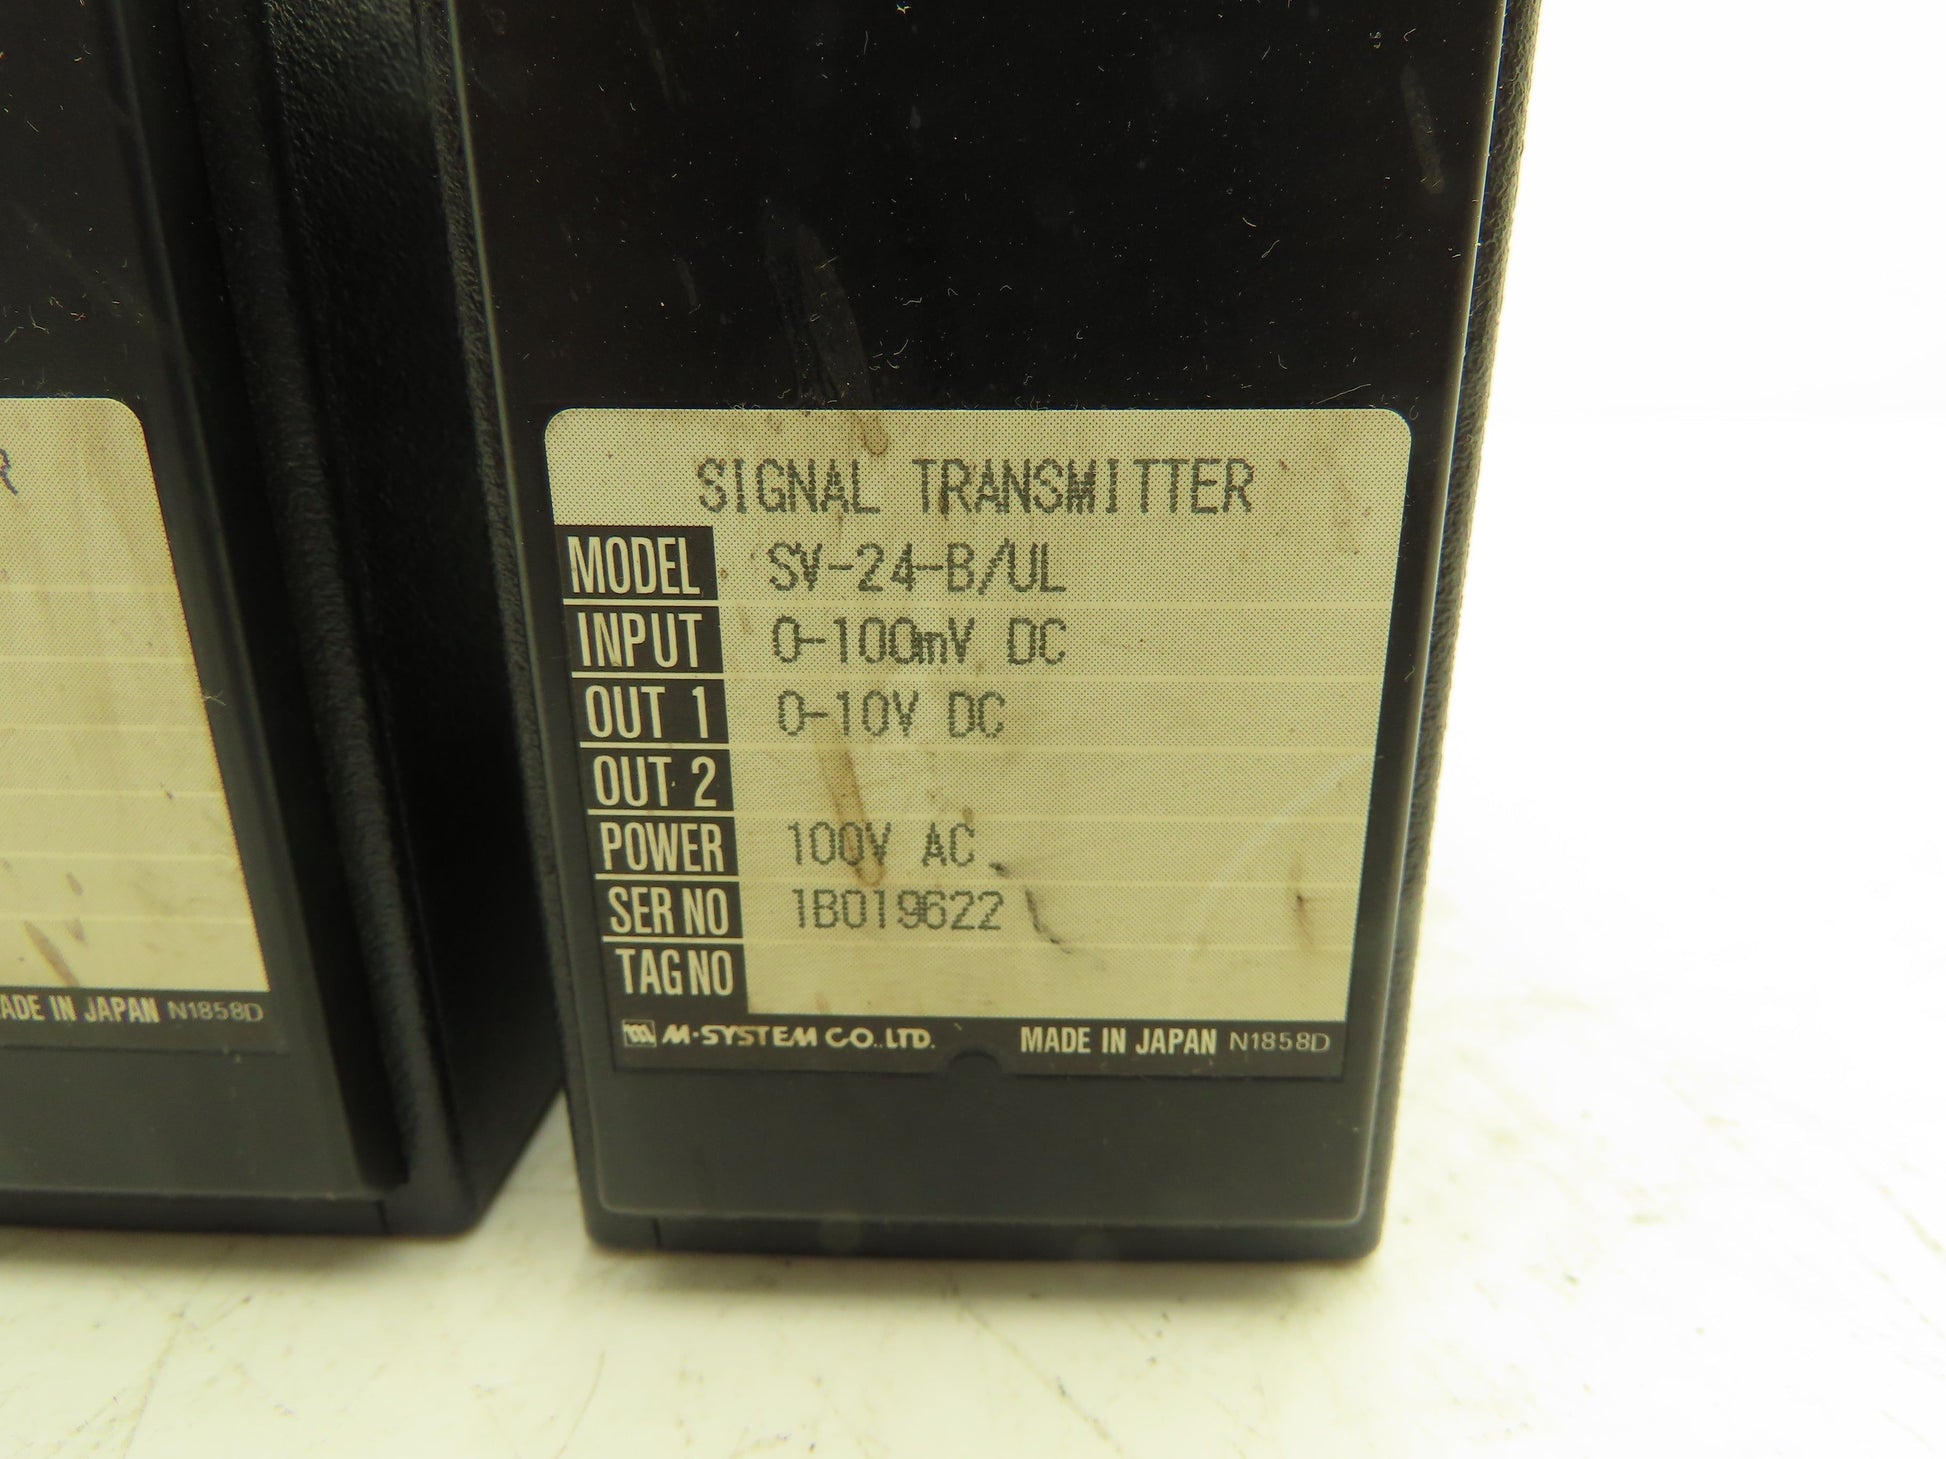 R
ADE IN JAPAN N1858D
SIGNAL TRANSMITTER
MODEL SV-24-B/UL
INPUT 0-100mV DC
OUT 1 0-10V DC
OUT 2
POWER 100V AC
SER NO 1B019622
TAG NO
M-SYSTEM CO.,LTD. MADE IN JAPAN N1858D